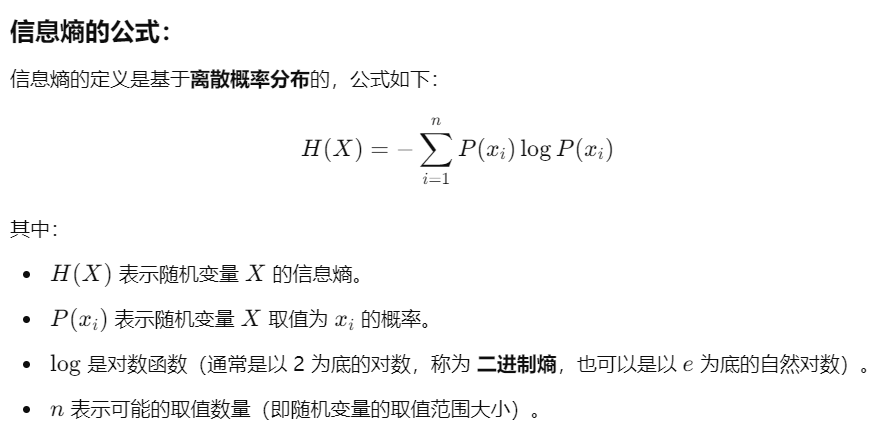 信息熵的公式：
信息熵的定义是基于离散概率分布的，公式如下：
H(X) = −∑_{i=1}^{n} P(x_i) log P(x_i)
其中：
• H(X) 表示随机变量 X 的信息熵。
• P(x_i) 表示随机变量 X 取值为 x_i 的概率。
• log 是对数函数（通常是以 2 为底的对数，称为 二进制熵，也可以是以 e 为底的自然对数）。
• n 表示可能的取值数量（即随机变量的取值范围大小）。